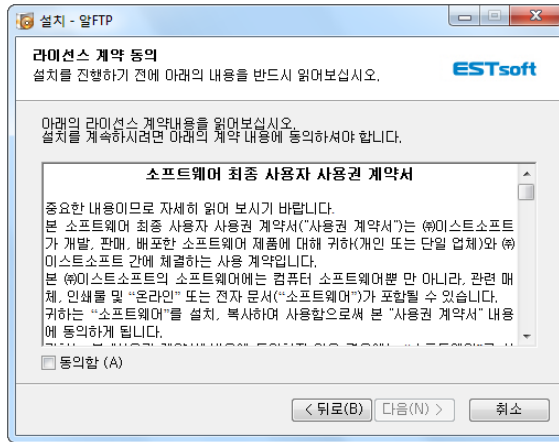 설치 - 알FTP
라이선스 계약 동의
설치를 진행하기 전에 아래의 내용을 반드시 읽어보십시오.
ESTsoft
아래의 라이선스 계약내용을 읽어보십시오.
설치를 계속하시려면 아래의 계약 내용에 동의하셔야 합니다.
소프트웨어 최종 사용자 사용권 계약서
중요한 내용이므로 자세히 읽어 보시기 바랍니다.
본 소프트웨어 최종 사용자 사용권 계약서("사용권 계약서")는 ㈜이스트소프트
가 개발, 판매, 배포한 소프트웨어 제품에 대해 귀하(개인 또는 단일 업체)와 ㈜
이스트소프트 간에 체결하는 사용 계약입니다.
본 ㈜이스트소프트의 소프트웨어에는 컴퓨터 소프트웨어뿐 만 아니라, 관련 매
체, 인쇄물 및 “온라인” 또는 전자 문서(“소프트웨어”)가 포함될 수 있습니다.
귀하는 “소프트웨어”를 설치, 복사하며 사용함으로써 본 "사용권 계약서" 내용
에 동의하게 됩니다.
동의함 (A)
< 뒤로(B)
다음(N) >
취소